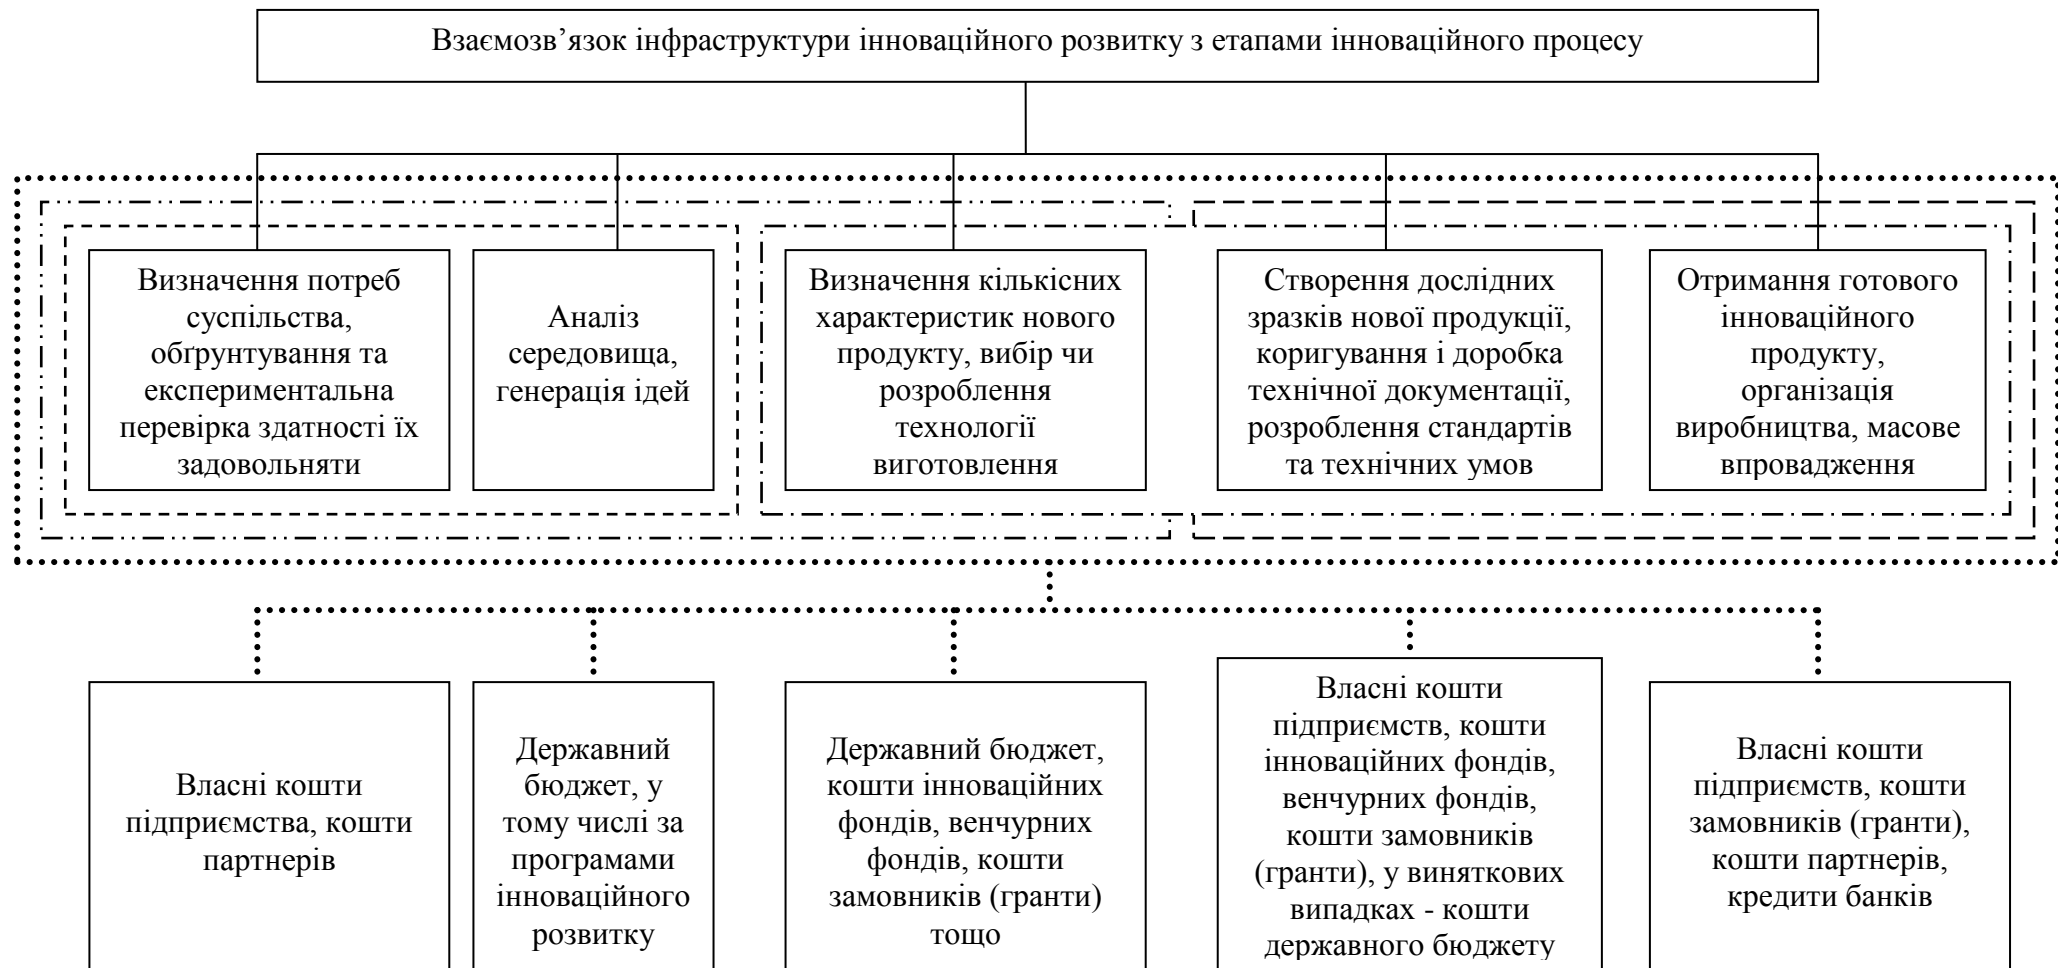 Взаємозв’язок інфраструктури інноваційного розвитку з етапами інноваційного процесу
Визначення потреб
суспільства,
обґрунтування та
експериментальна
перевірка здатності їх
задовольняти
Аналіз
середовища,
генерація ідей
Визначення кількісних
характеристик нового
продукту, вибір чи
розроблення
технології
виготовлення
Створення дослідних
зразків нової продукції,
коригування і доробка
технічної документації,
розроблення стандартів
та технічних умов
Отримання готового
інноваційного
продукту,
організація
виробництва, масове
впровадження
Власні кошти
підприємства, кошти
партнерів
Державний
бюджет, у
тому числі за
програмами
інноваційного
розвитку
Державний бюджет,
кошти інноваційних
фондів, венчурних
фондів, кошти
замовників (гранти)
тощо
Власні кошти
підприємств, кошти
інноваційних фондів,
венчурних фондів,
кошти замовників
(гранти), у виняткових
випадках - кошти
державного бюджету
Власні кошти
підприємств, кошти
замовників (гранти),
кошти партнерів,
кредити банків